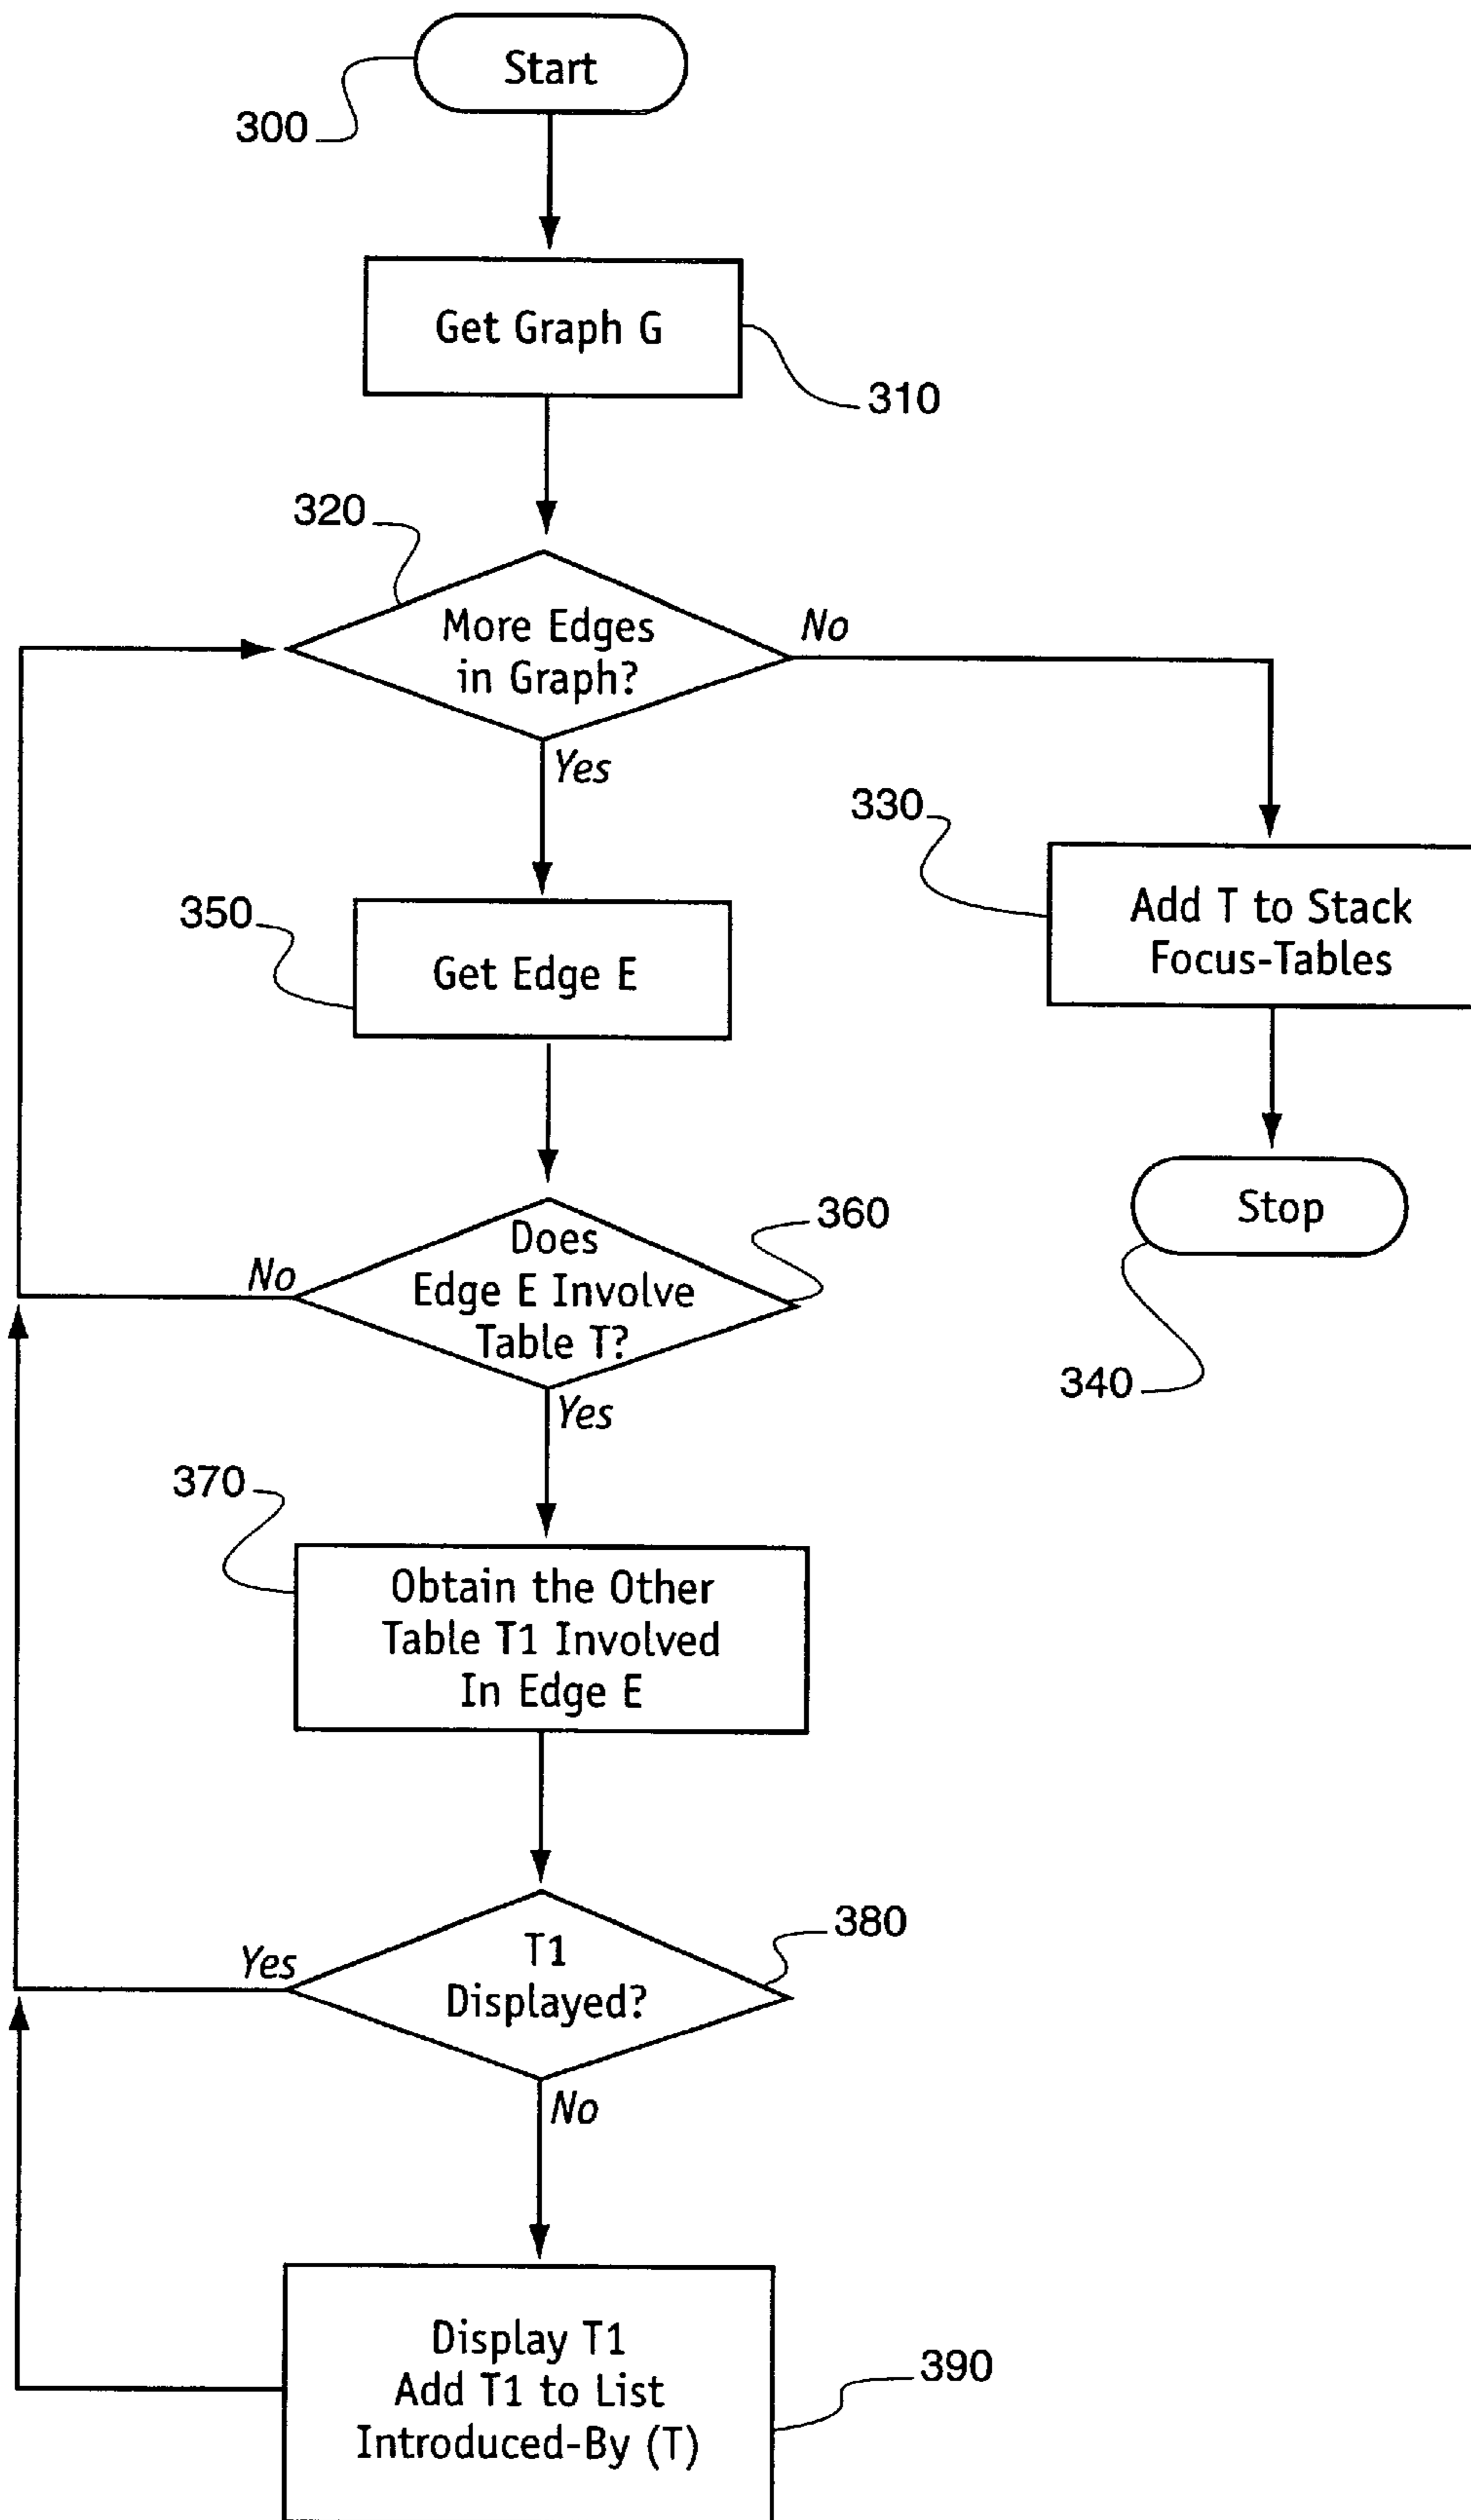 Start
300
Get Graph G
310
320
More Edges
in Graph?
No
Yes
330
Add T to Stack
Focus-Tables
350
Get Edge E
Stop
340
360
Does
Edge E Involve
Table T?
No
Yes
370
Obtain the Other
Table T1 Involved
In Edge E
380
T1
Displayed?
Yes
No
Display T1
Add T1 to List
Introduced-By (T)
390